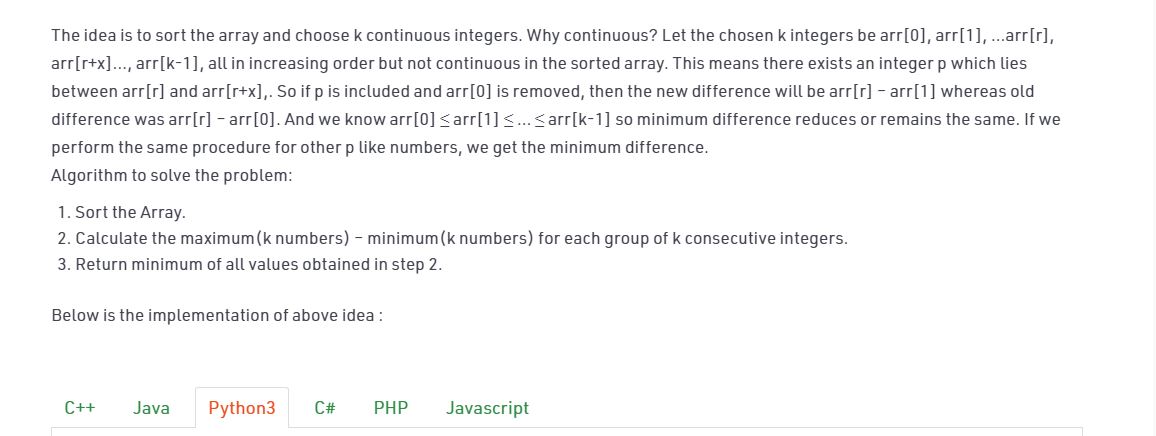 The idea is to sort the array and choose k continuous integers. Why continuous? Let the chosen k integers be arr[0], arr[1], ...arr[r],
arr[r+x]..., arr[k-1], all in increasing order but not continuous in the sorted array. This means there exists an integer p which lies
between arr[r] and arr[r+x],. So if p is included and arr[0] is removed, then the new difference will be arr[r] – arr[1] whereas old
difference was arr[r] – arr[0]. And we know arr[0] ≤ arr[1] ≤ ... ≤ arr[k-1] so minimum difference reduces or remains the same. If we
perform the same procedure for other p like numbers, we get the minimum difference.
Algorithm to solve the problem:
1. Sort the Array.
2. Calculate the maximum(k numbers) – minimum(k numbers) for each group of k consecutive integers.
3. Return minimum of all values obtained in step 2.
Below is the implementation of above idea :
C++ Java Python3 C# PHP Javascript